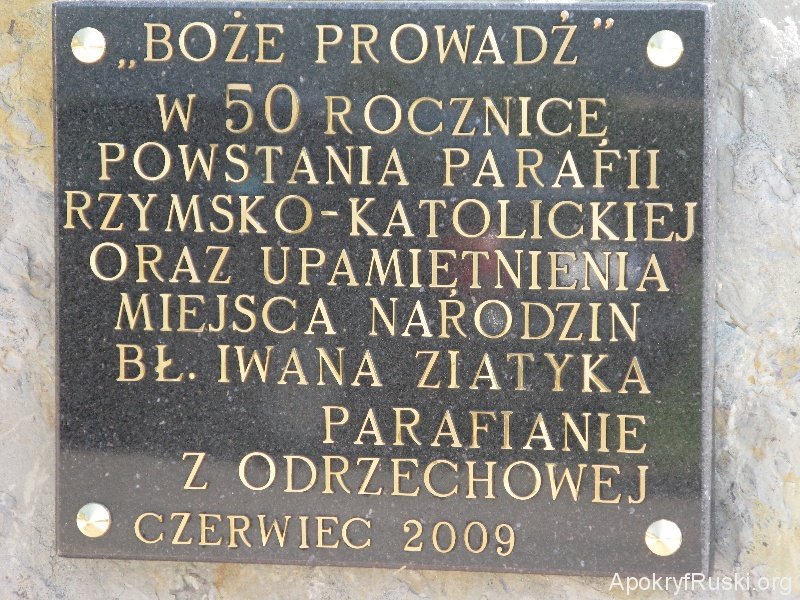 „BOŻE PROWADŹ”
W 50 ROCZNICĘ
POWSTANIA PARAFII
RZYMSKO-KATOLICKIEJ
ORAZ UPAMIĘTNIENIA
MIEJSCA NARODZIN
BŁ. IWANA ZIATYKA
PARAFIANIE
Z ODRZECHOWEJ
CZERWIEC 2009
ApokryfRuski.org